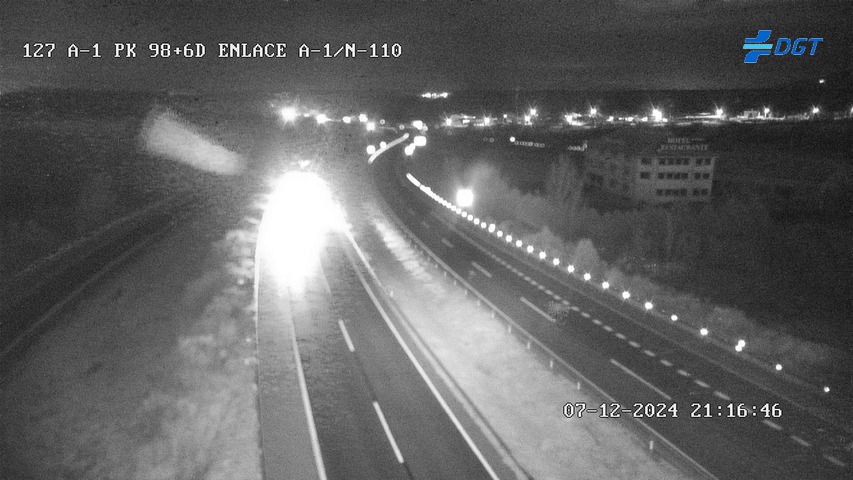 127 A-1 PK 98+6D ENLACE A-1/N-110
DGT
HOTEL
RESTAURANTE
07-12-2024 21:16:46